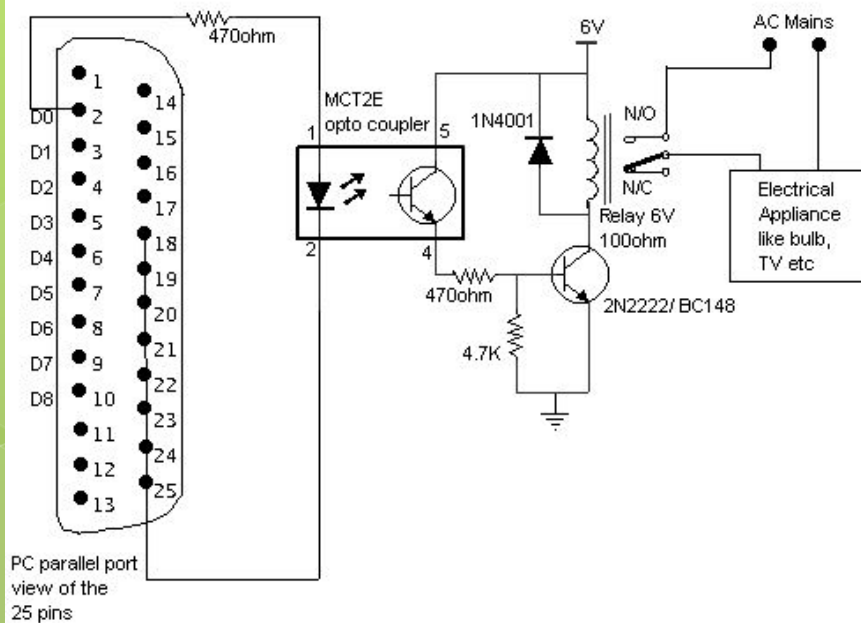 470ohm
6V
AC Mains
1
14
MCT2E
opto coupler
D0
2
15
1
5
1N4001
N/O
D1
3
16
D2
4
17
N/C
D3
5
18
Electrical
Appliance
like bulb,
TV etc
Relay 6V
100ohm
D4
6
19
2
4
D5
7
20
470ohm
2N2222/ BC148
D6
8
21
4.7K
D7
9
22
D8
10
23
11
24
12
25
13
PC parallel port
view of the
25 pins